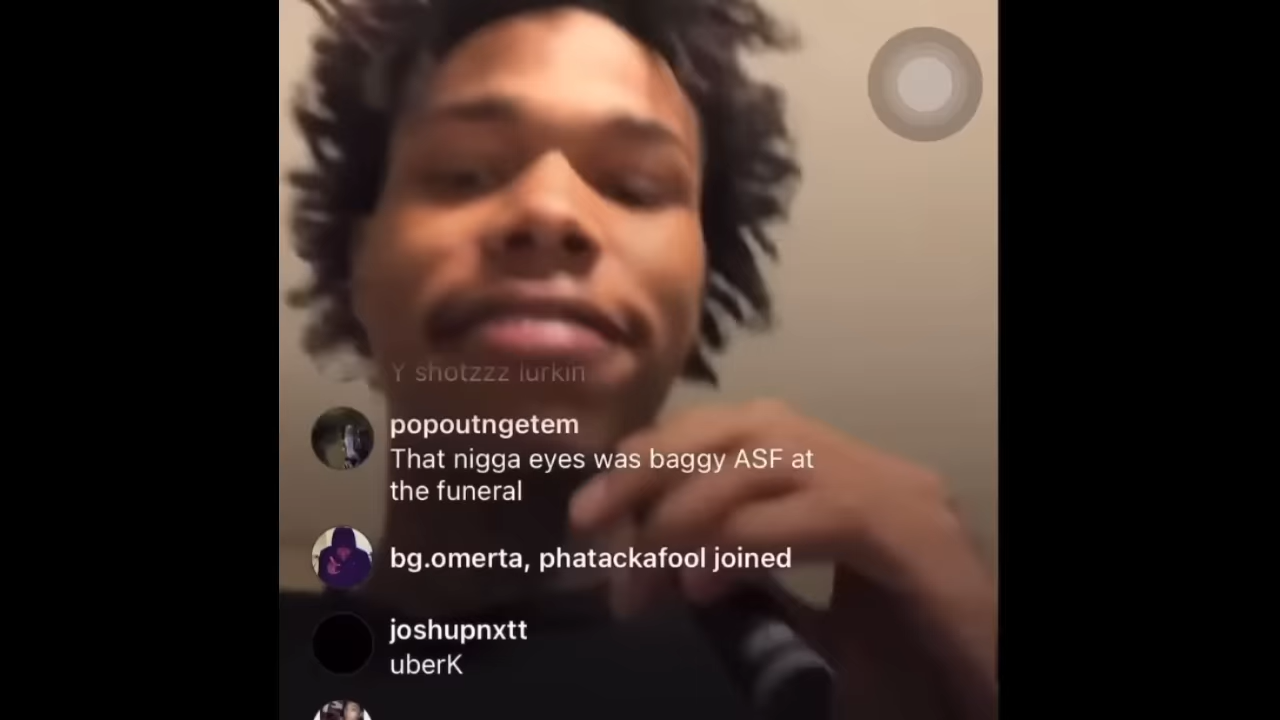 Y shotzzz lurkin
popoutngetem
That nigga eyes was baggy ASF at
the funeral
bg.omerta, phatackafool joined
joshupnxtt
uberK